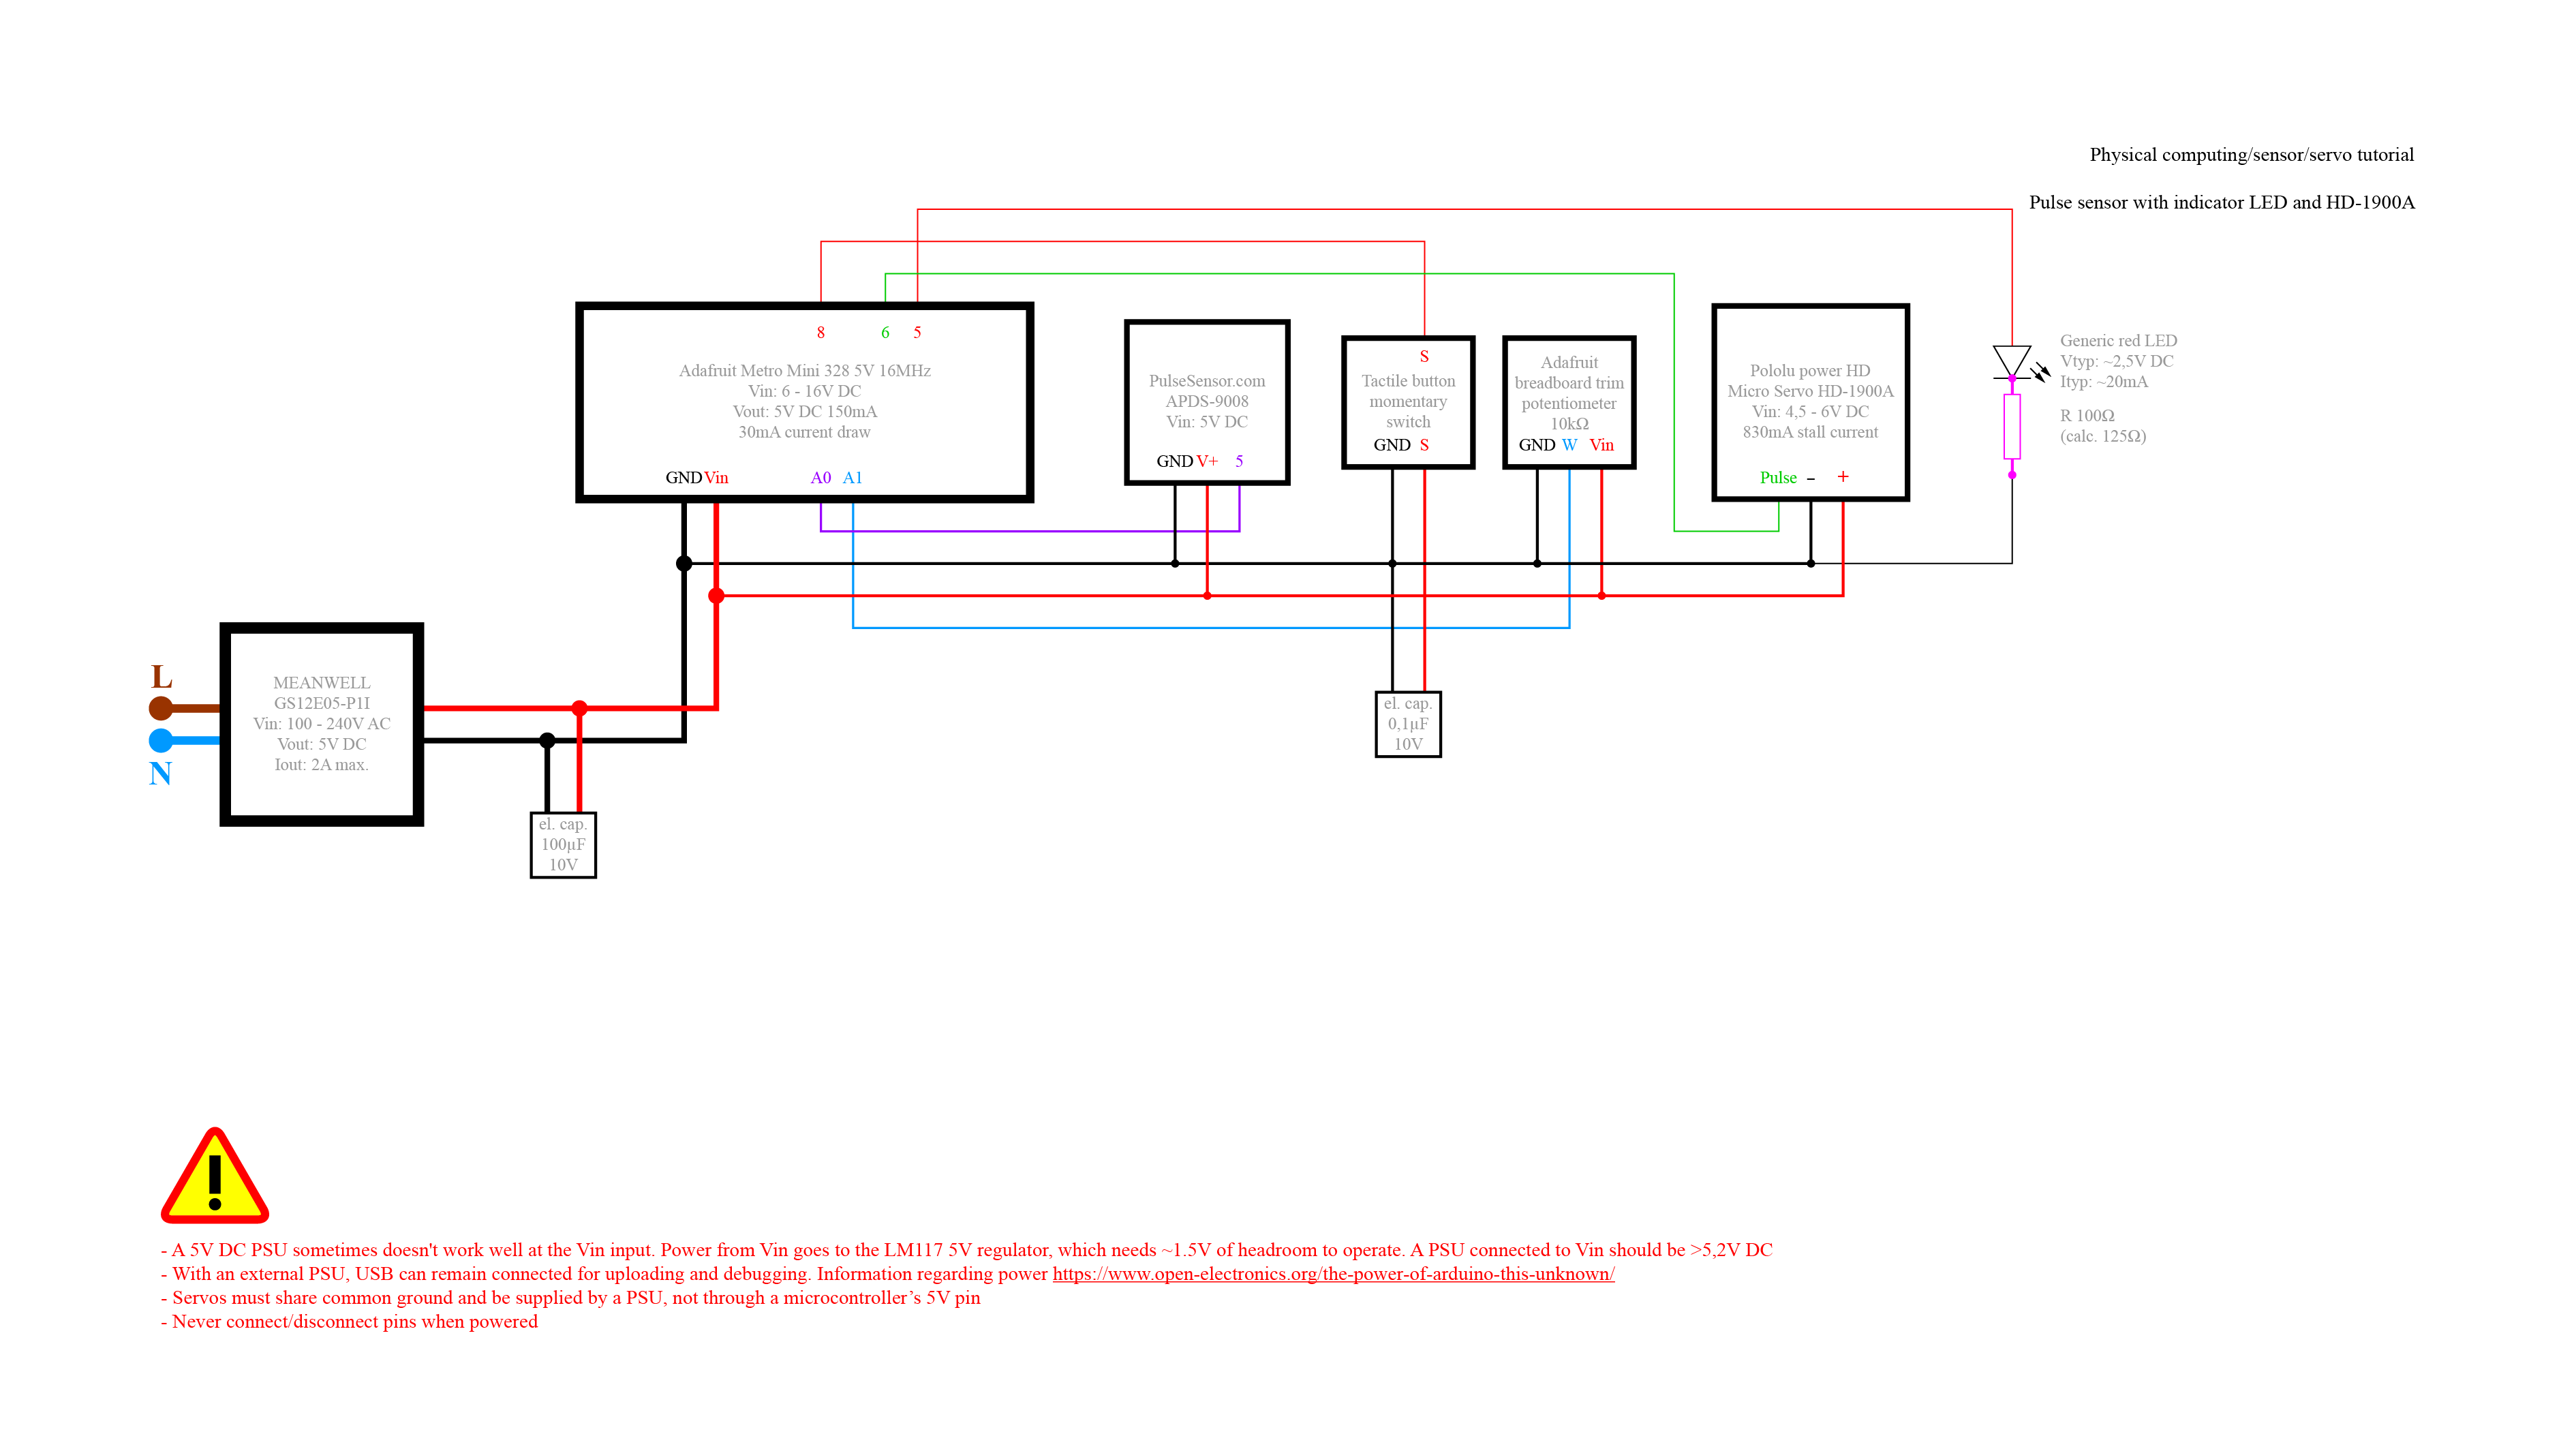 Physical computing/sensor/servo tutorial
Pulse sensor with indicator LED and HD-1900A
8 6 5
Adafruit Metro Mini 328 5V 16MHz
Vin: 6 - 16V DC
Vout: 5V DC 150mA
30mA current draw
GND Vin A0 A1
PulseSensor.com
APDS-9008
Vin: 5V DC
GND V+ 5
S
Tactile button
momentary
switch
GND S
Adafruit
breadboard trim
potentiometer
10kΩ
GND W Vin
Pololu power HD
Micro Servo HD-1900A
Vin: 4,5 - 6V DC
830mA stall current
Pulse - +
Generic red LED
Vtyp: ~2,5V DC
Ityp: ~20mA
R 100Ω
(calc. 125Ω)
L
N
MEANWELL
GS12E05-P1I
Vin: 100 - 240V AC
Vout: 5V DC
Iout: 2A max.
el. cap.
100µF
10V
el. cap.
0,1µF
10V
- A 5V DC PSU sometimes doesn't work well at the Vin input. Power from Vin goes to the LM117 5V regulator, which needs ~1.5V of headroom to operate. A PSU connected to Vin should be >5,2V DC
- With an external PSU, USB can remain connected for uploading and debugging. Information regarding power https://www.open-electronics.org/the-power-of-arduino-this-unknown/
- Servos must share common ground and be supplied by a PSU, not through a microcontroller’s 5V pin
- Never connect/disconnect pins when powered